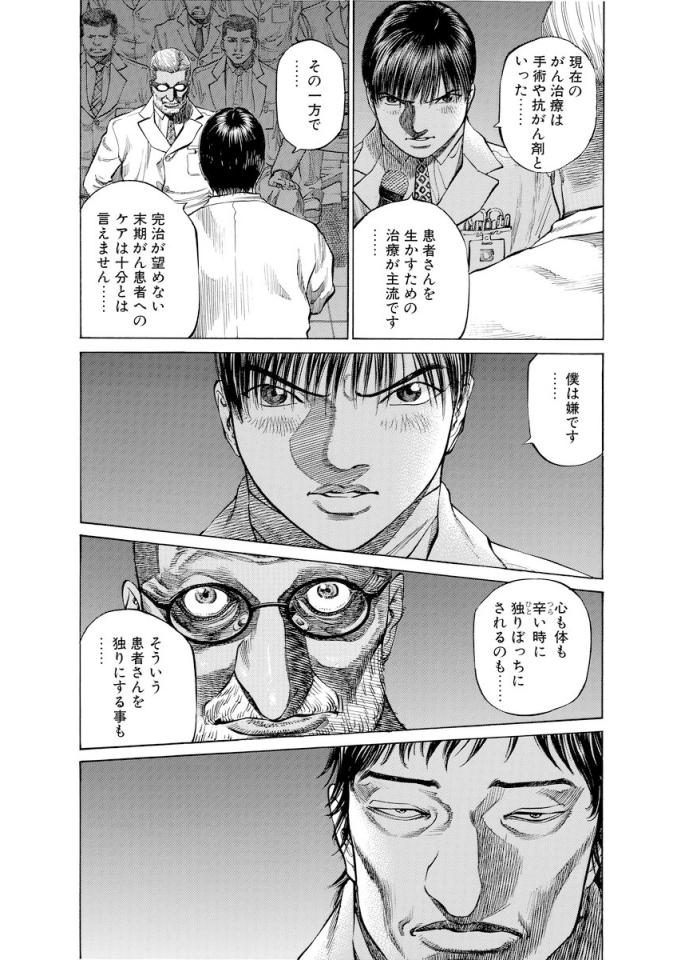 現在の
がん治療は
手術や抗がん剤と
いった……
患者さんを
生かすための
治療が主流です
……
その一方で
……
完治が望めない
末期がん患者への
ケアは十分とは
言えません……
僕は嫌です
……
心も体も
辛い時に
独りぼっちに
されるのも……
そういう
患者さんを
独りにする事も